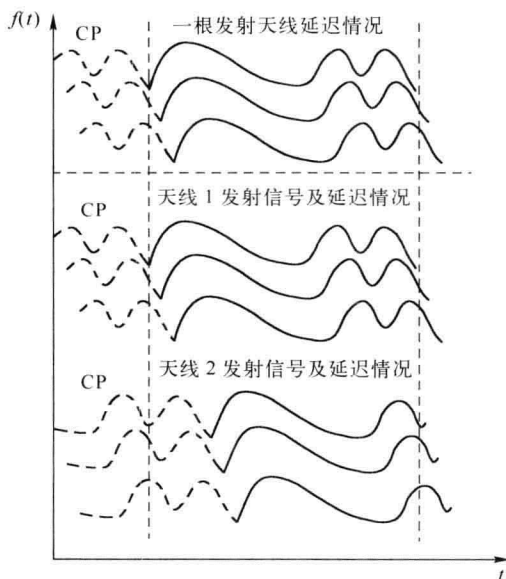 f(t)
CP
一根发射天线延迟情况
CP
天线 1 发射信号及延迟情况
CP
天线 2 发射信号及延迟情况
t